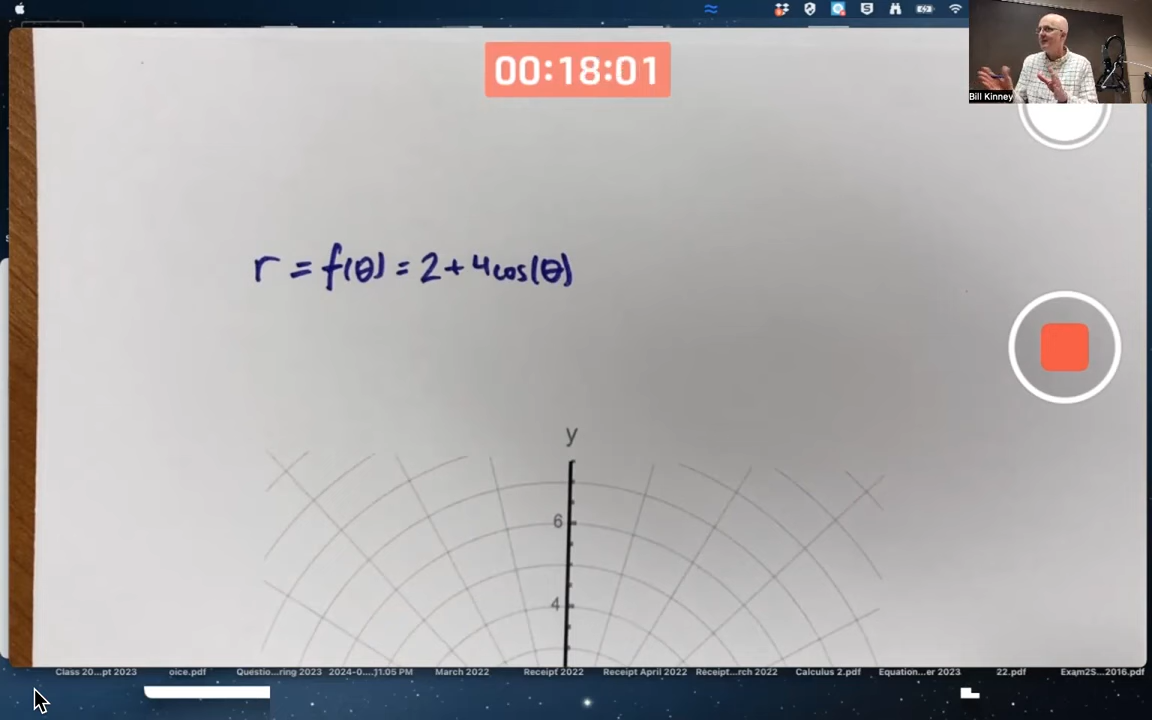 00:18:01
Bill Kinney
r = f(θ) = 2 + 4cos(θ)
y
6
4
Class 20...pt 2023 oice.pdf Questio...ring 2023 2024-0....11.05 PM March 2022 Receipt 2022 Receipt April 2022 Receipt...rch 2022 Calculus 2.pdf Equation...er 2023 22.pdf ExamS...2016.pdf